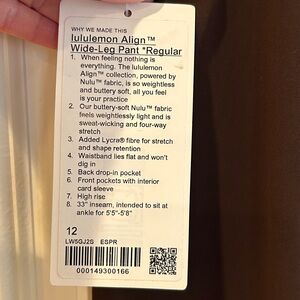 WHY WE MADE THIS
lululemon Align™
Wide-Leg Pant *Regular
1. When feeling nothing is
everything. The lululemon
Align™ collection, powered by
Nulu™ fabric, is so weightless
and buttery soft, all you feel
is your practice
2. Our buttery-soft Nulu™ fabric
feels weightlessly light and is
sweat-wicking and four-way
stretch
3. Added Lycra® fibre for stretch
and shape retention
4. Waistband lies flat and won't
dig in
5. Back drop-in pocket
6. Front pockets with interior
card sleeve
7. High rise
8. 33" inseam, intended to sit at
ankle for 5'5"-5'8"
12
LW5GJ2S ESPR
000149300166